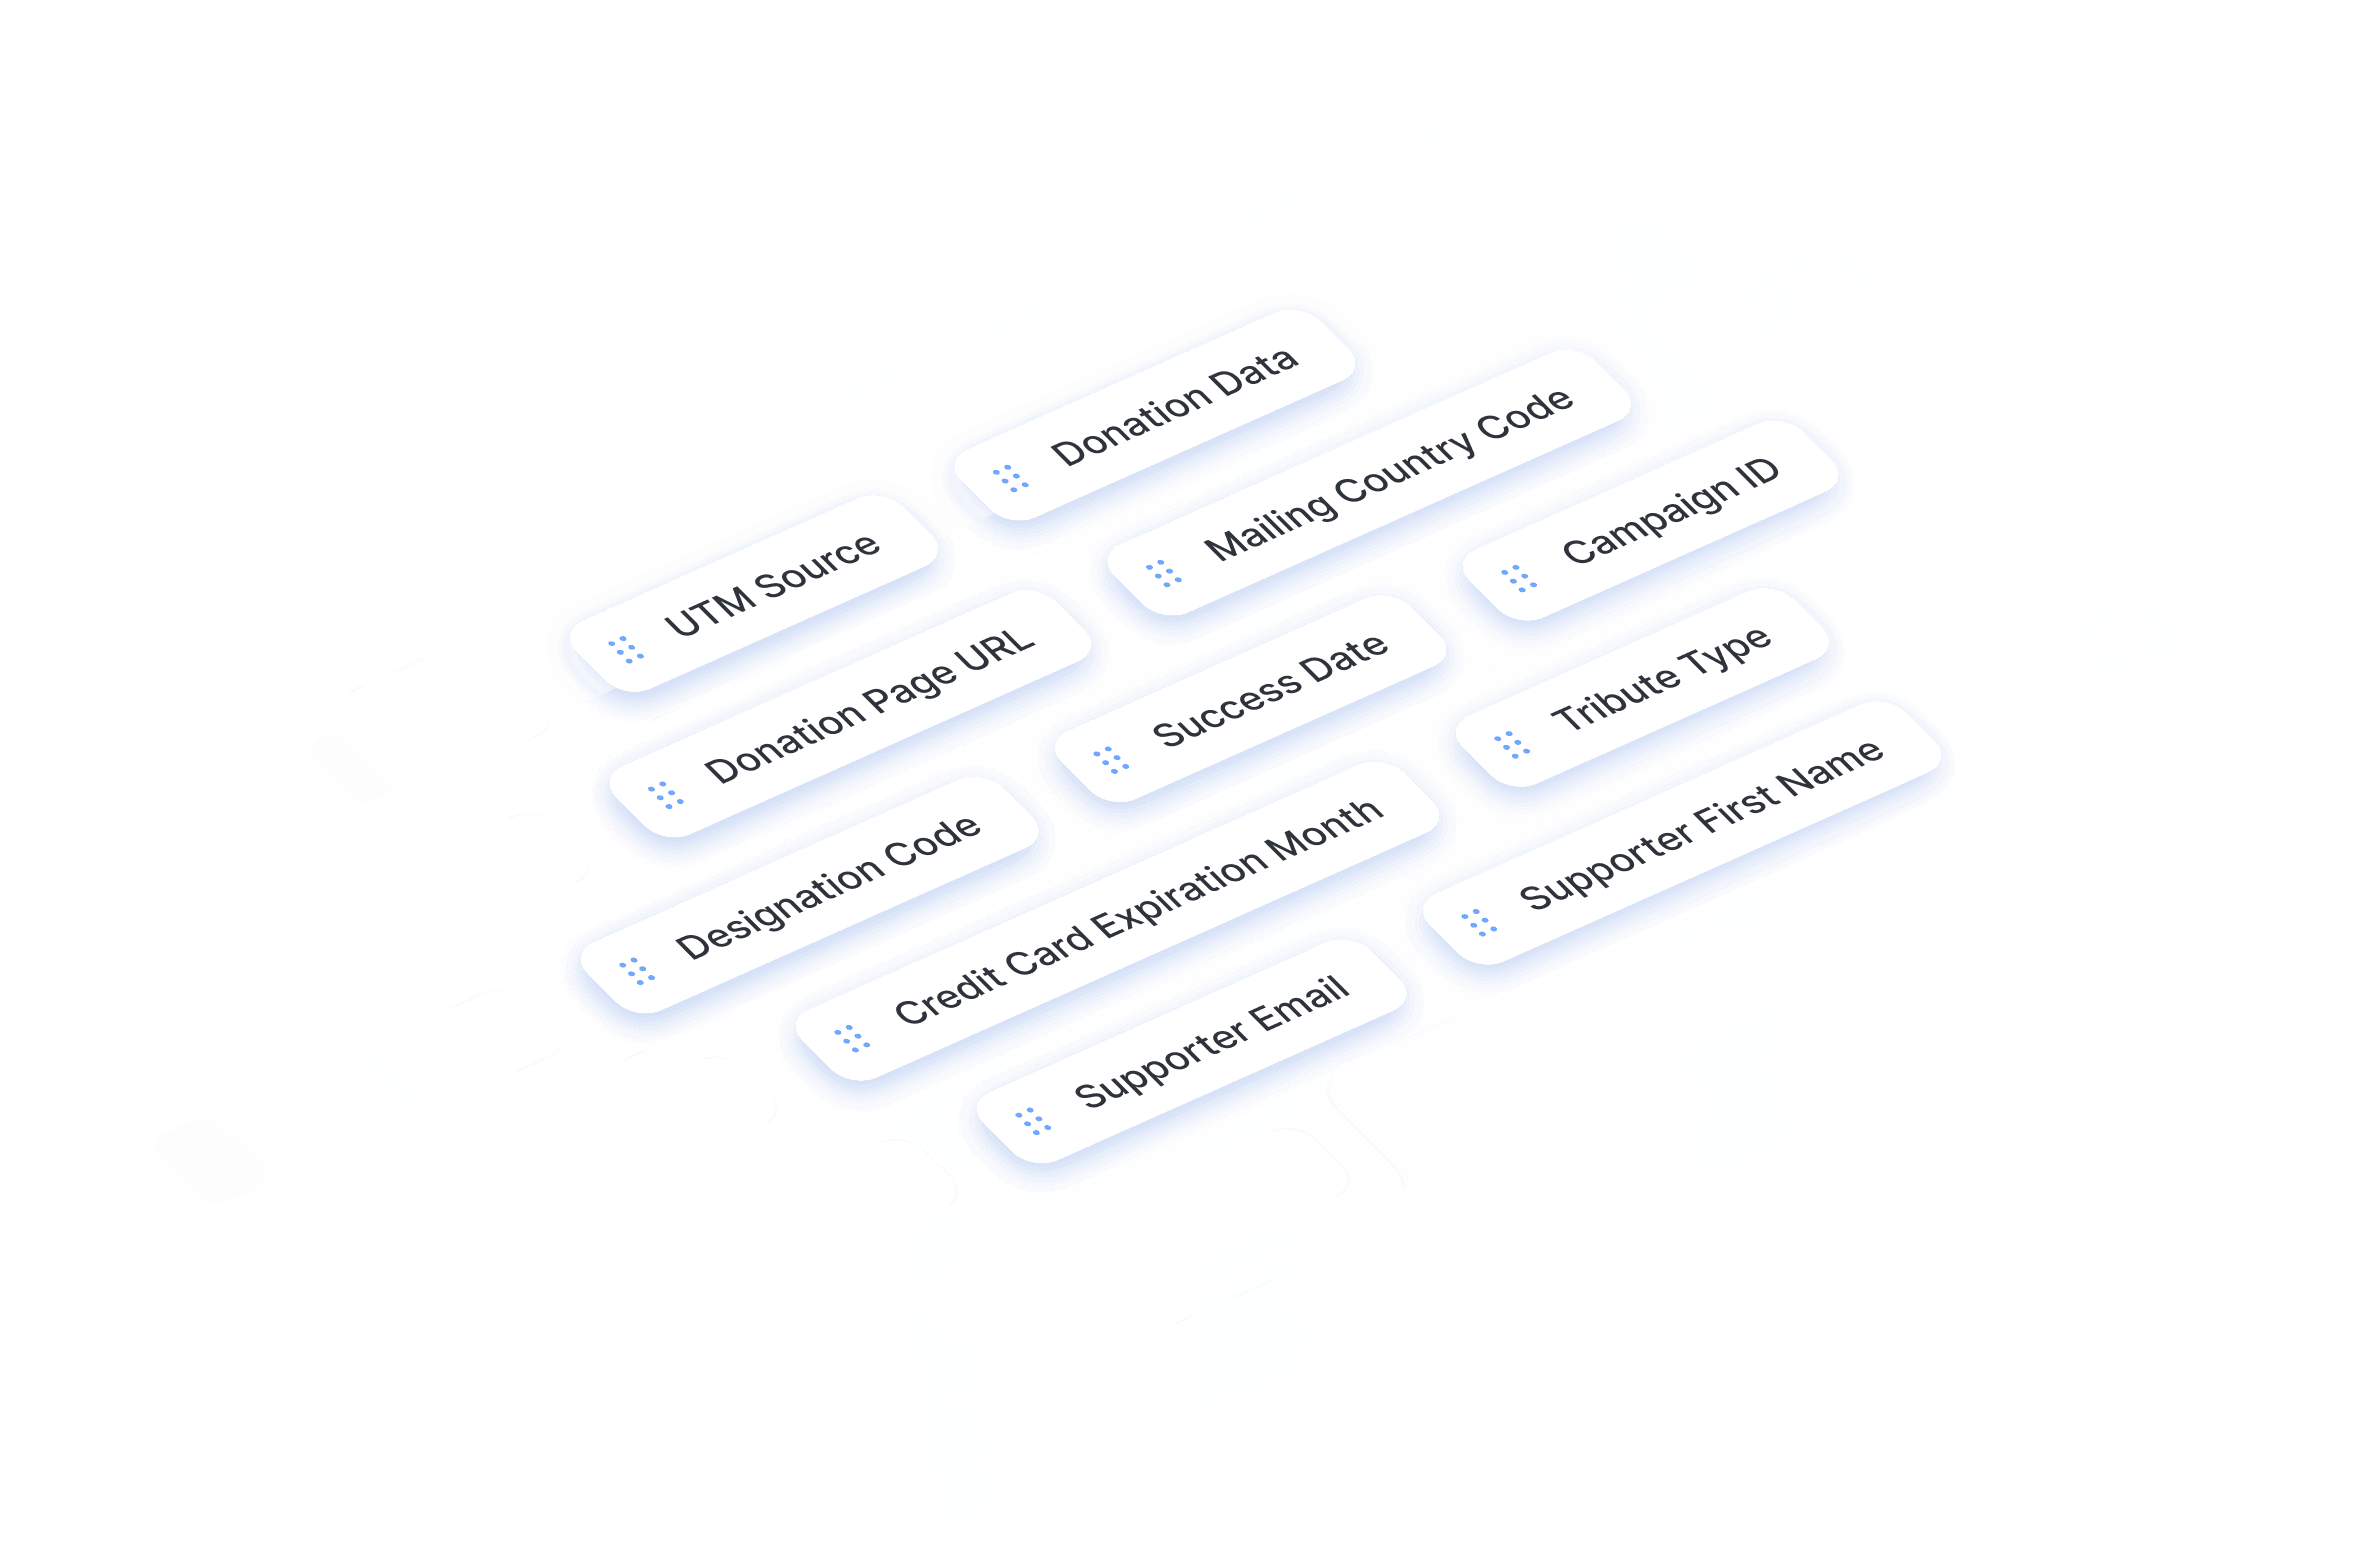 UTM Source
Donation Data
Donation Page URL
Mailing Country Code
Designation Code
Success Date
Campaign ID
Credit Card Expiration Month
Tribute Type
Supporter Email
Supporter First Name